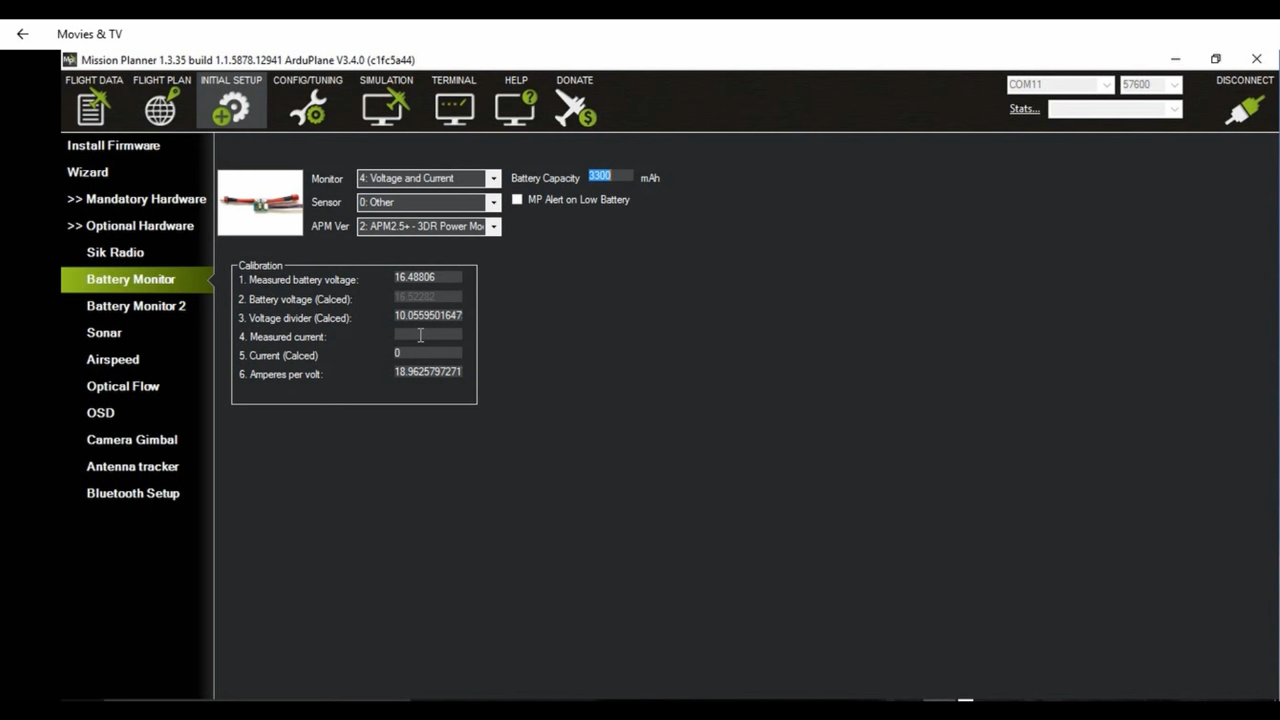 Movies & TV
Mission Planner 1.3.35 build 1.1.5878.12941 ArduPlane V3.4.0 (c1fc5a44)
FLIGHT DATA FLIGHT PLAN INITIAL SETUP CONFIG/TUNING SIMULATION TERMINAL HELP DONATE
COM11 57600 DISCONNECT
Stats...
Install Firmware
Wizard
>> Mandatory Hardware
>> Optional Hardware
Sik Radio
Battery Monitor
Battery Monitor 2
Sonar
Airspeed
Optical Flow
OSD
Camera Gimbal
Antenna tracker
Bluetooth Setup
Monitor 4: Voltage and Current Battery Capacity 3300 mAh
Sensor 0: Other MP Alert on Low Battery
APM Ver 2: APM2.5+ - 3DR Power Mo
Calibration
1. Measured battery voltage: 16.48806
2. Battery voltage (Calced): 16.52282
3. Voltage divider (Calced): 10.0559501647
4. Measured current:
5. Current (Calced) 0
6. Amperes per volt: 18.9625797271